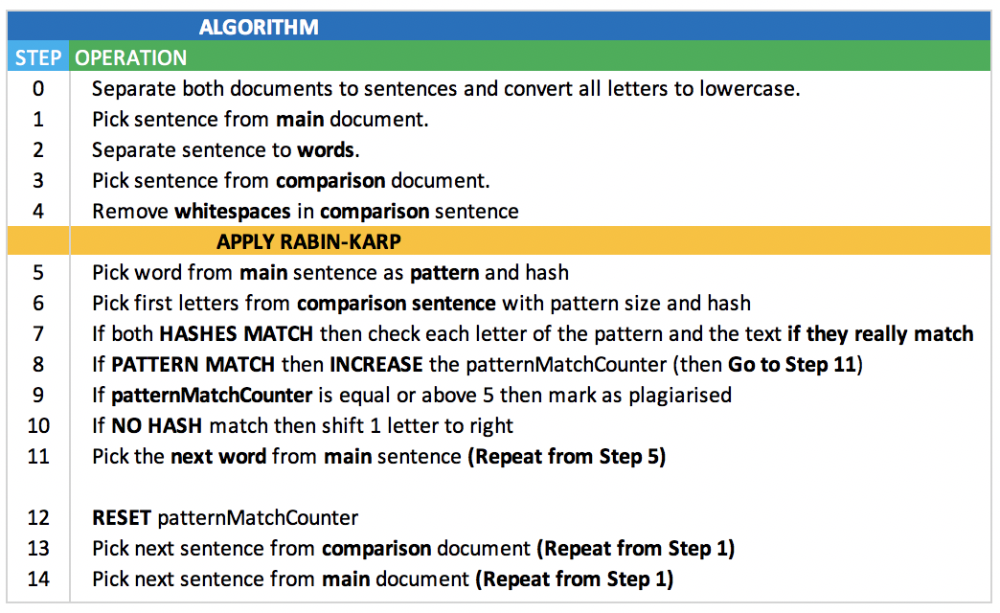 ALGORITHM
STEP OPERATION
0 Separate both documents to sentences and convert all letters to lowercase.
1 Pick sentence from main document.
2 Separate sentence to words.
3 Pick sentence from comparison document.
4 Remove whitespaces in comparison sentence
APPLY RABIN-KARP
5 Pick word from main sentence as pattern and hash
6 Pick first letters from comparison sentence with pattern size and hash
7 If both HASHES MATCH then check each letter of the pattern and the text if they really match
8 If PATTERN MATCH then INCREASE the patternMatchCounter (then Go to Step 11)
9 If patternMatchCounter is equal or above 5 then mark as plagiarised
10 If NO HASH match then shift 1 letter to right
11 Pick the next word from main sentence (Repeat from Step 5)
12 RESET patternMatchCounter
13 Pick next sentence from comparison document (Repeat from Step 1)
14 Pick next sentence from main document (Repeat from Step 1)